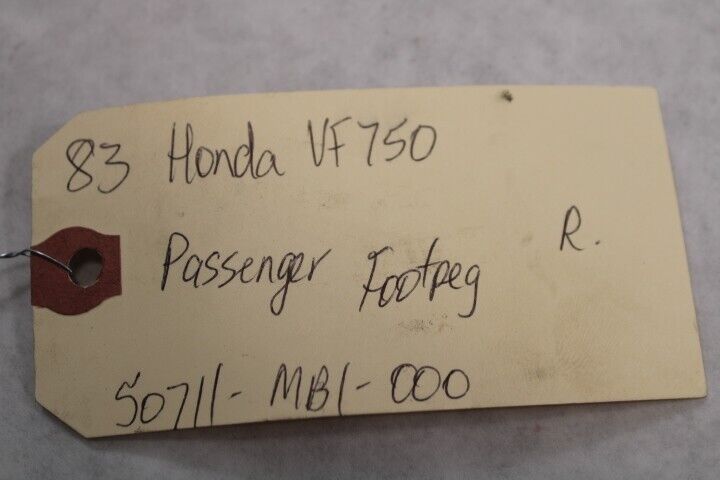 83 Honda VF750
Passenger Footpeg R.
50711-MB1-000